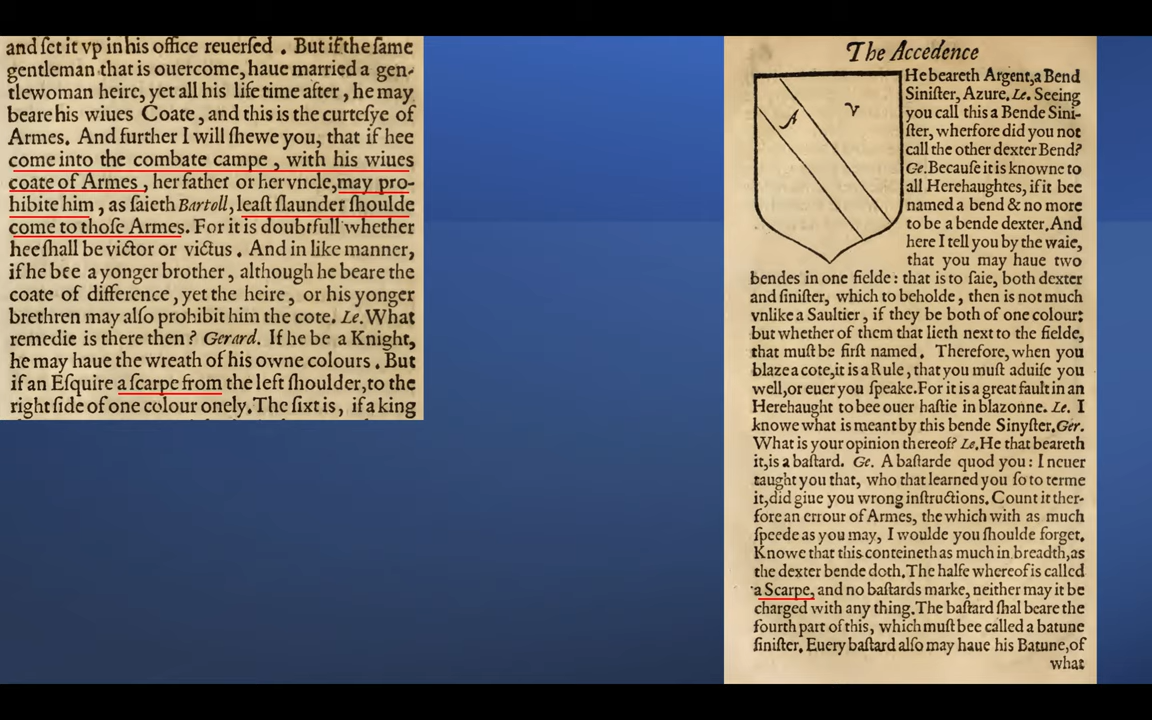 and ſet it vp in his office reuerſed . But if the ſame
gentleman that is ouercome, haue married a gen-
tlewoman heire, yet all his life time after , he may
beare his wiues Coate , and this is the curteſye of
Armes. And further I will ſhewe you, that if hee
come into the combate campe , with his wiues
coate of Armes , her father or her vncle, may pro-
hibite him , as ſaieth Bartoll, leaſt ſlaunder ſhoulde
come to thoſe Armes. For it is doubtfull whether
hee ſhall be victor or victus . And in like manner,
if he bee a yonger brother , although he beare the
coate of difference , yet the heire , or his yonger
brethren may alſo prohibit him the cote. Le. What
remedie is there then ? Gerard. If he be a Knight,
he may haue the wreath of his owne colours . But
if an Eſquire a ſcarpe from the left ſhoulder, to the
right ſide of one colour onely. The ſixt is , if a king
The Accedence
A
V
He beareth Argent, a Bend
Siniſter, Azure. Le. Seeing
you call this a Bende Sini-
ſter, wherfore did you not
call the other dexter Bend?
Ge. Becauſe it is knowne to
all Herehaughtes, if it bee
named a bend & no more
to be a bende dexter. And
here I tell you by the waie,
that you may haue two
bendes in one fielde : that is to ſaie, both dexter
and ſiniſter, which to beholde , then is not much
vnlike a Saultier , if they be both of one colour:
but whether of them that lieth next to the fielde,
that muſt be firſt named . Therefore, when you
blaze a cote, it is a Rule , that you muſt aduiſe you
well, or euer you ſpeake. For it is a great fault in an
Herehaught to bee ouer haſtie in blazonne. Le. I
knowe what is meant by this bende Sinyſter. Ger.
What is your opinion thereof? Le. He that beareth
it, is a baſtard. Ge. A baſtarde quod you : I neuer
taught you that, who that learned you ſo to terme
it, did giue you wrong inſtructions. Count it ther-
fore an errour of Armes, the which with as much
ſpeede as you may, I woulde you ſhoulde forget.
Knowe that this conteineth as much in breadth, as
the dexter bende doth. The halfe whereof is called
a Scarpe, and no baſtards marke, neither may it be
charged with any thing. The baſtard ſhal beare the
fourth part of this, which muſt bee called a batune
ſiniſter. Euery baſtard alſo may haue his Batune, of
what